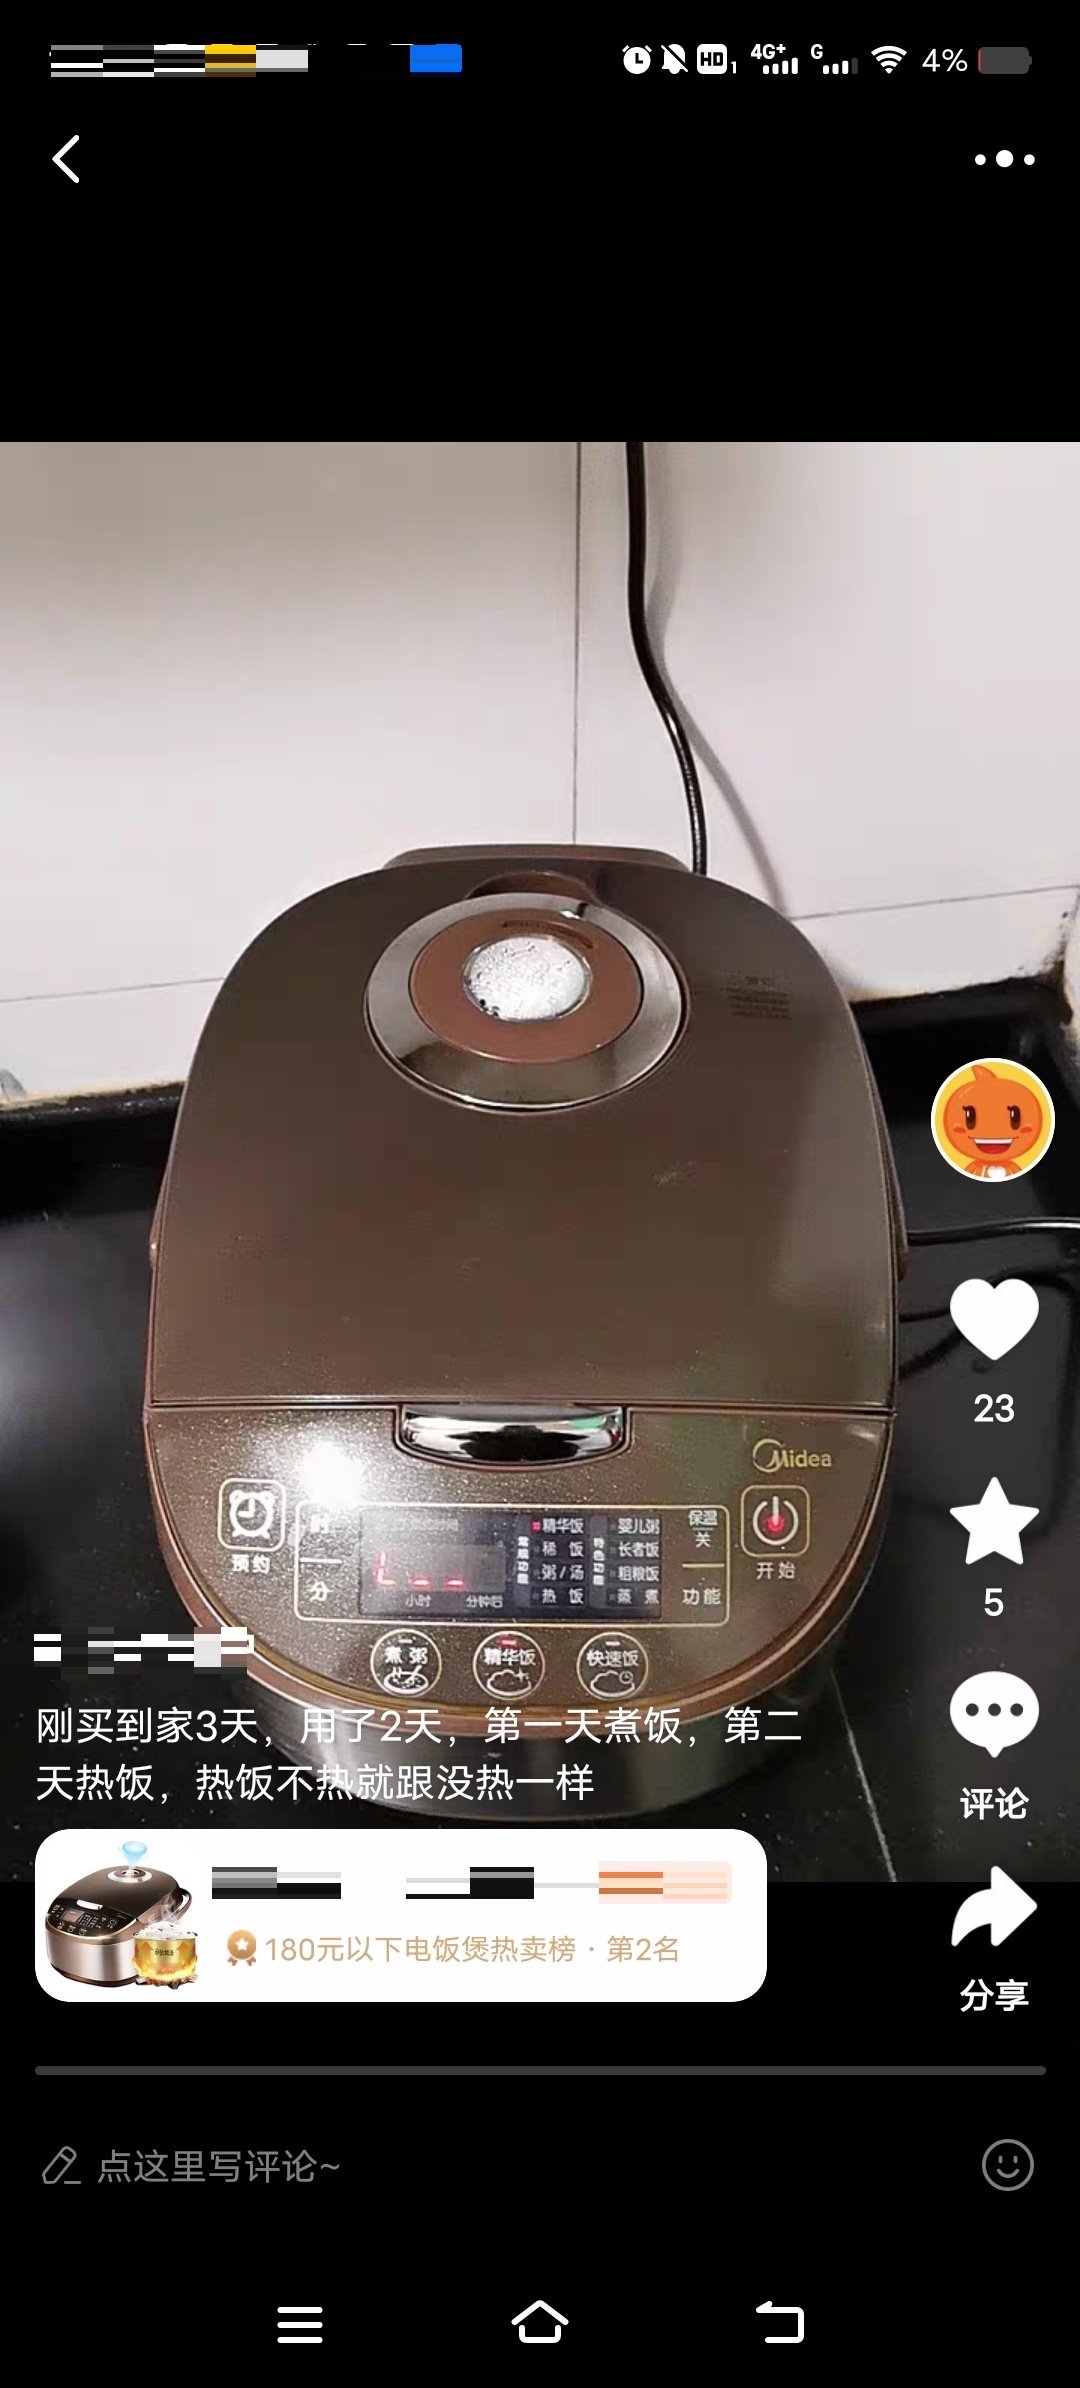 HD 1 4G+ G 4%
Midea
预约
时
分
小时
分钟后
精华饭
稀饭
粥/汤
热饭
婴儿粥
长者饭
粗粮饭
蒸煮
保温
关
功能
开始
煮粥
精华饭
快速饭
23
5
评论
分享
刚买到家3天，用了2天，第一天煮饭，第二
天热饭，热饭不热就跟没热一样
180元以下电饭煲热卖榜·第2名
点这里写评论~